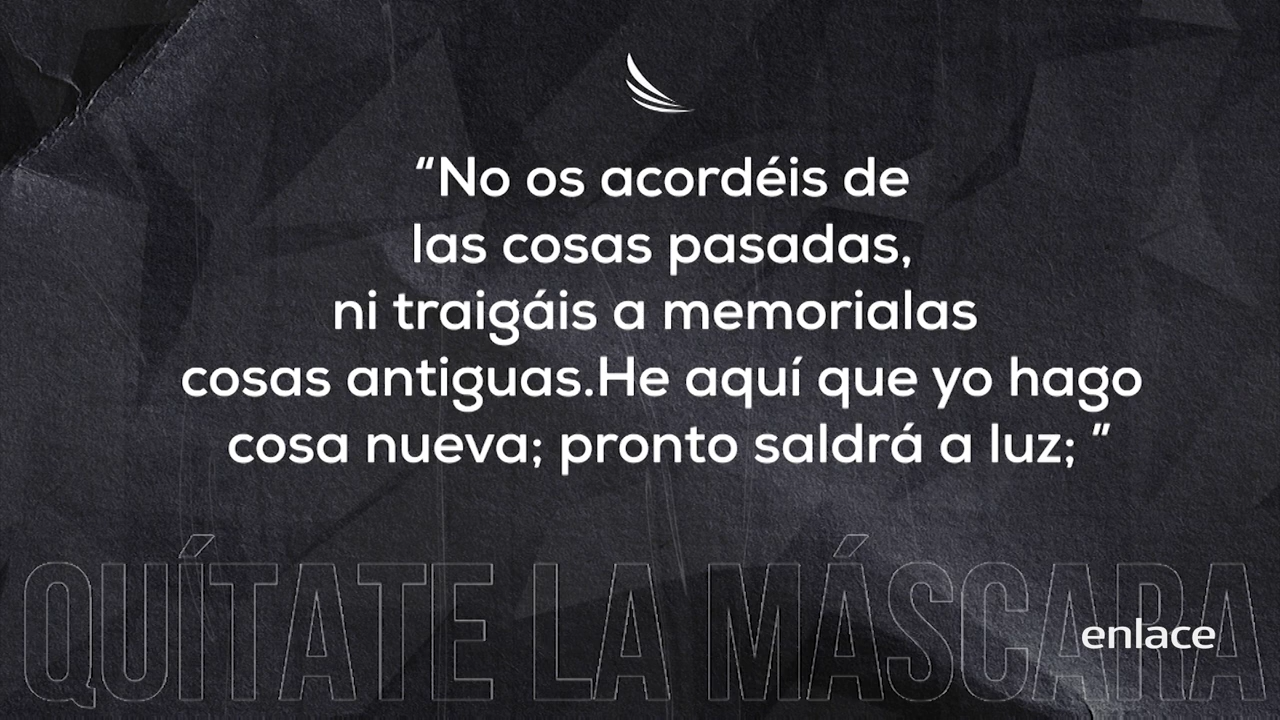 “No os acordéis de
las cosas pasadas,
ni traigáis a memorialas
cosas antiguas.He aquí que yo hago
cosa nueva; pronto saldrá a luz; ”
QUÍTATE LA MÁSCARA
enlace